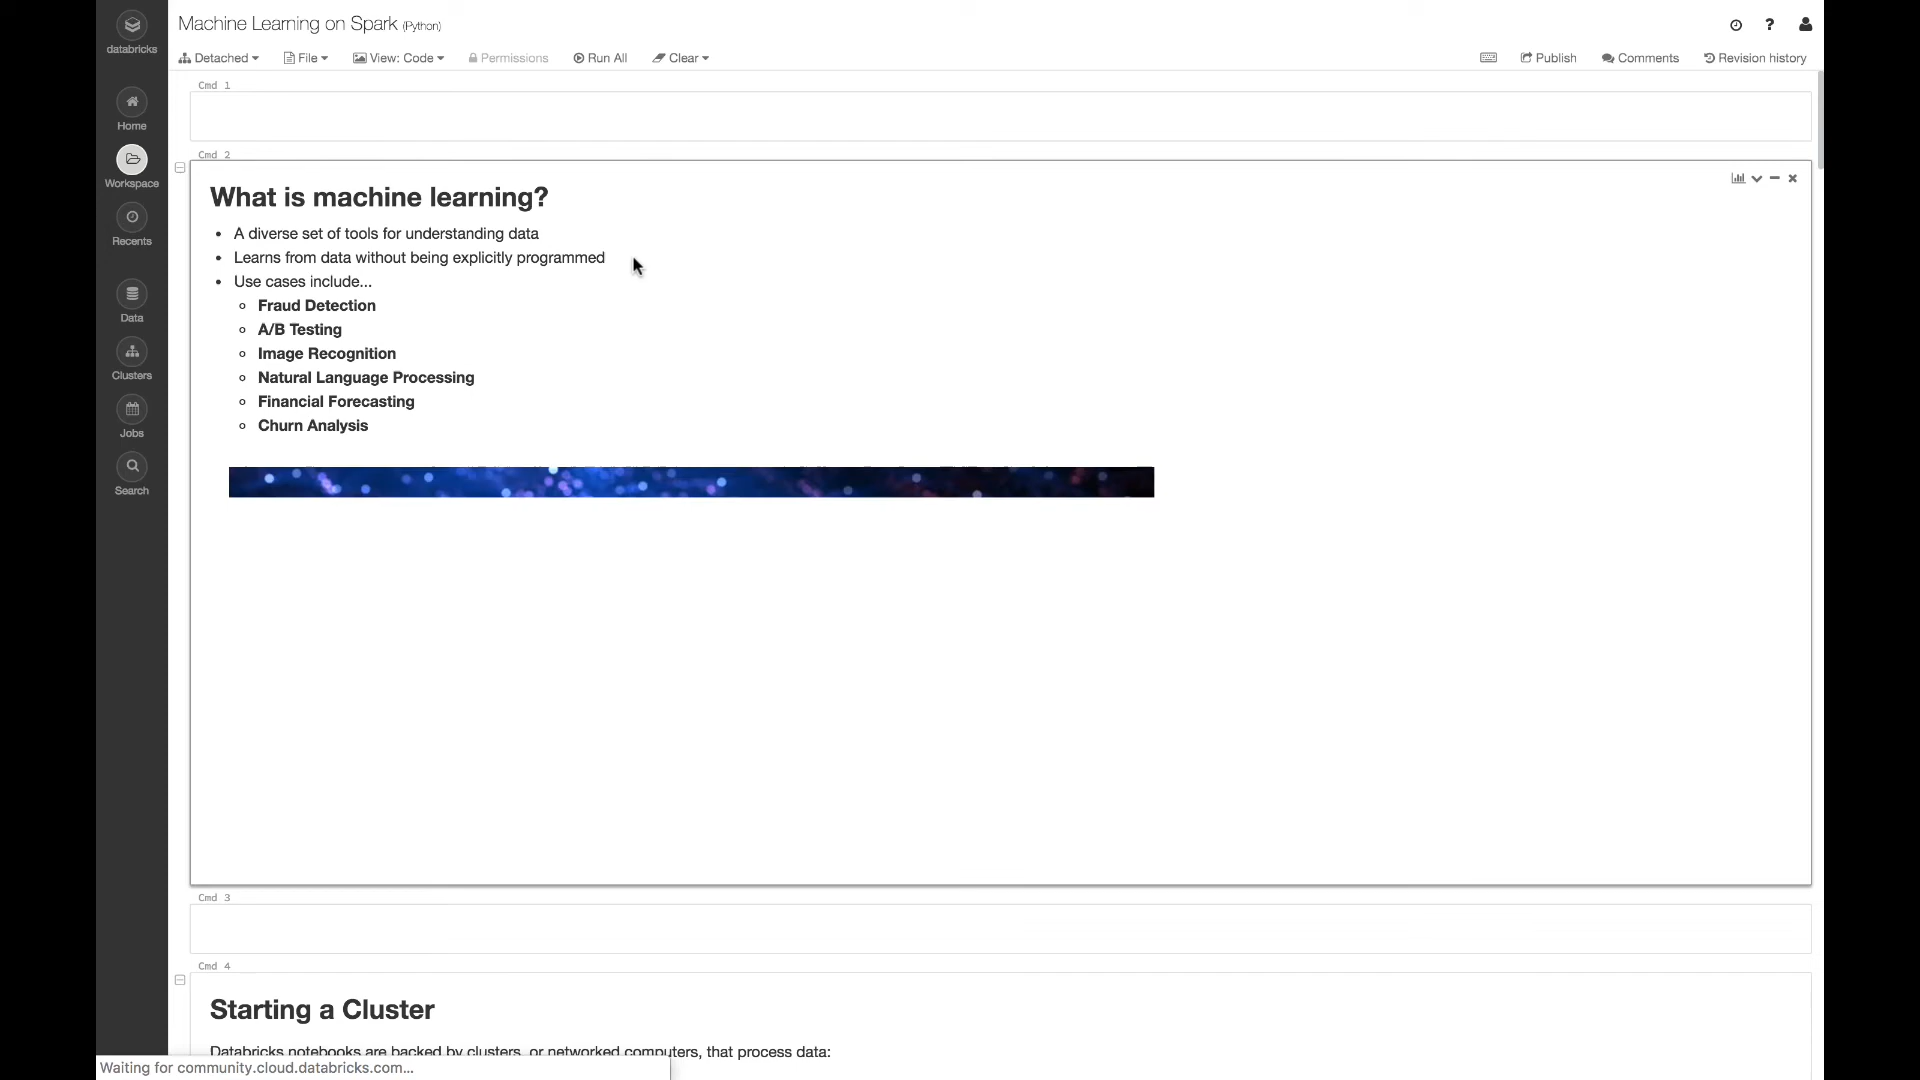 Machine Learning on Spark (Python)
databricks
Detached File View: Code Permissions Run All Clear Publish Comments Revision history
Cmd 1
Home
Cmd 2
Workspace
What is machine learning?
A diverse set of tools for understanding data
Recents
Learns from data without being explicitly programmed
Use cases include...
Fraud Detection
Data
A/B Testing
Image Recognition
Clusters
Natural Language Processing
Financial Forecasting
Churn Analysis
Jobs
Search
Cmd 3
Cmd 4
Starting a Cluster
Databricks notebooks are backed by clusters, or networked computers, that process data:
Waiting for community.cloud.databricks.com...